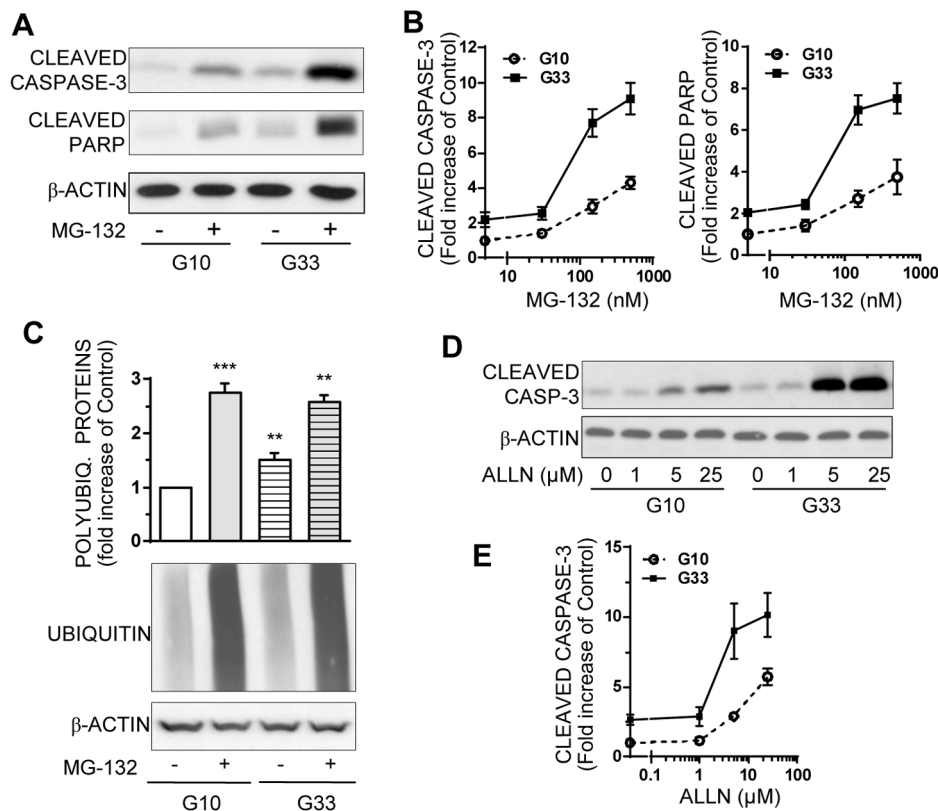 A
CLEAVED
CASPASE-3
CLEAVED
PARP
β-ACTIN
MG-132
- + - +
G10 G33
B
CLEAVED CASPASE-3
(Fold increase of Control)
10
8
6
4
2
0
G10
G33
10 100 1000
MG-132 (nM)
CLEAVED PARP
(Fold increase of Control)
10
8
6
4
2
0
G10
G33
10 100 1000
MG-132 (nM)
C
POLYUBIQ. PROTEINS
(fold increase of Control)
3
2
1
0
***
**
**
UBIQUITIN
β-ACTIN
MG-132 - + - +
G10 G33
D
CLEAVED
CASP-3
β-ACTIN
ALLN (μM) 0 1 5 25 0 1 5 25
G10 G33
E
CLEAVED CASPASE-3
(Fold increase of Control)
15
10
5
0
G10
G33
0.1 1 10 100
ALLN (μM)